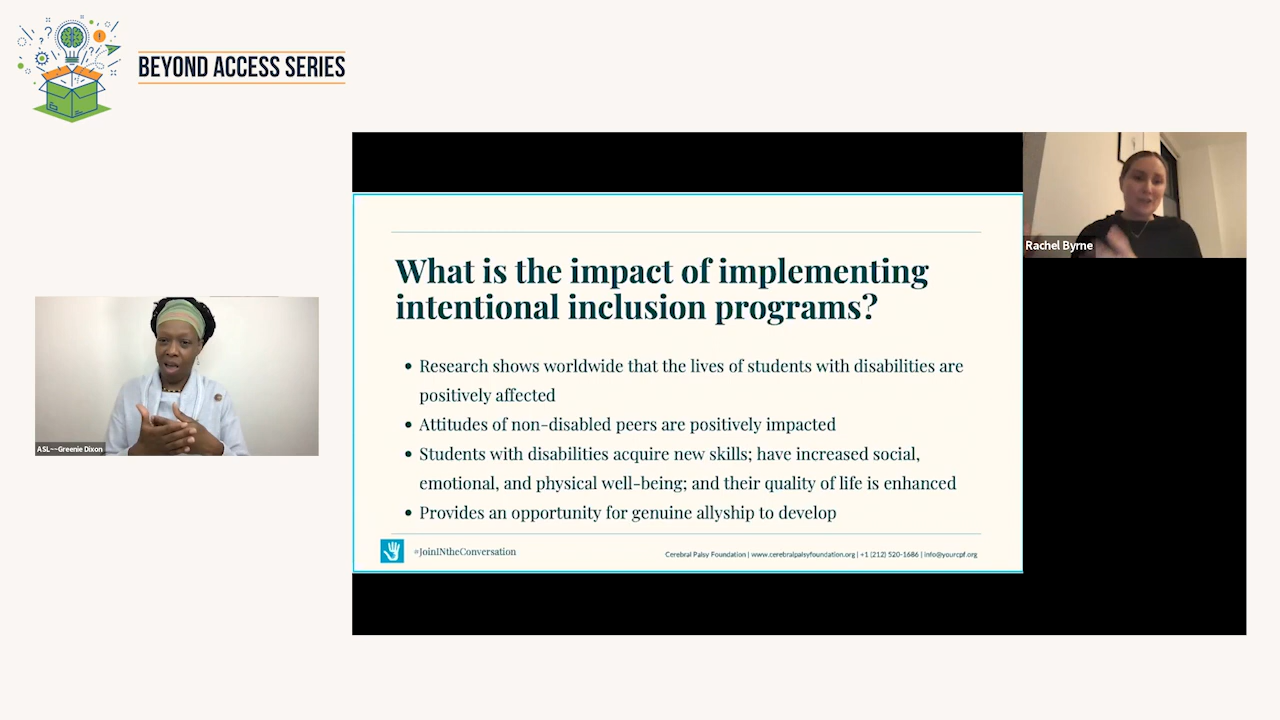 BEYOND ACCESS SERIES
Rachel Byrne
What is the impact of implementing
intentional inclusion programs?
• Research shows worldwide that the lives of students with disabilities are
positively affected
• Attitudes of non-disabled peers are positively impacted
• Students with disabilities acquire new skills; have increased social,
emotional, and physical well-being; and their quality of life is enhanced
• Provides an opportunity for genuine allyship to develop
#JoinINtheConversation
Cerebral Palsy Foundation | www.cerebralpalsyfoundation.org | +1 (212) 520-1686 | info@yourcpf.org
ASL--Greenie Dixon